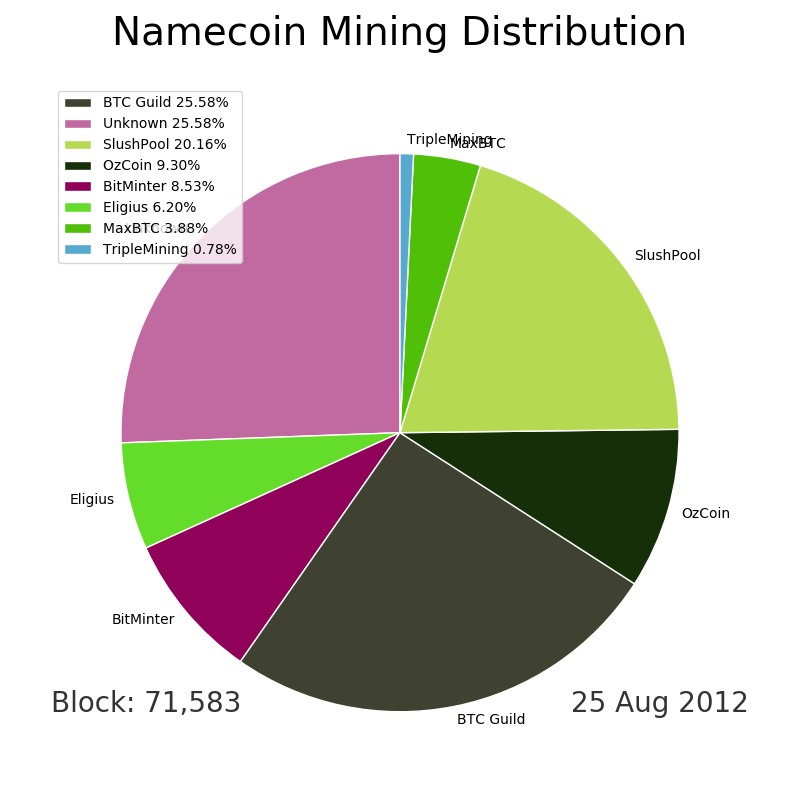 Namecoin Mining Distribution
BTC Guild 25.58%
Unknown 25.58%
SlushPool 20.16%
OzCoin 9.30%
BitMinter 8.53%
Eligius 6.20%
MaxBTC 3.88%
TripleMining 0.78%
TripleMining
MaxBTC
SlushPool
OzCoin
Eligius
BitMinter
BTC Guild
Block: 71,583
25 Aug 2012